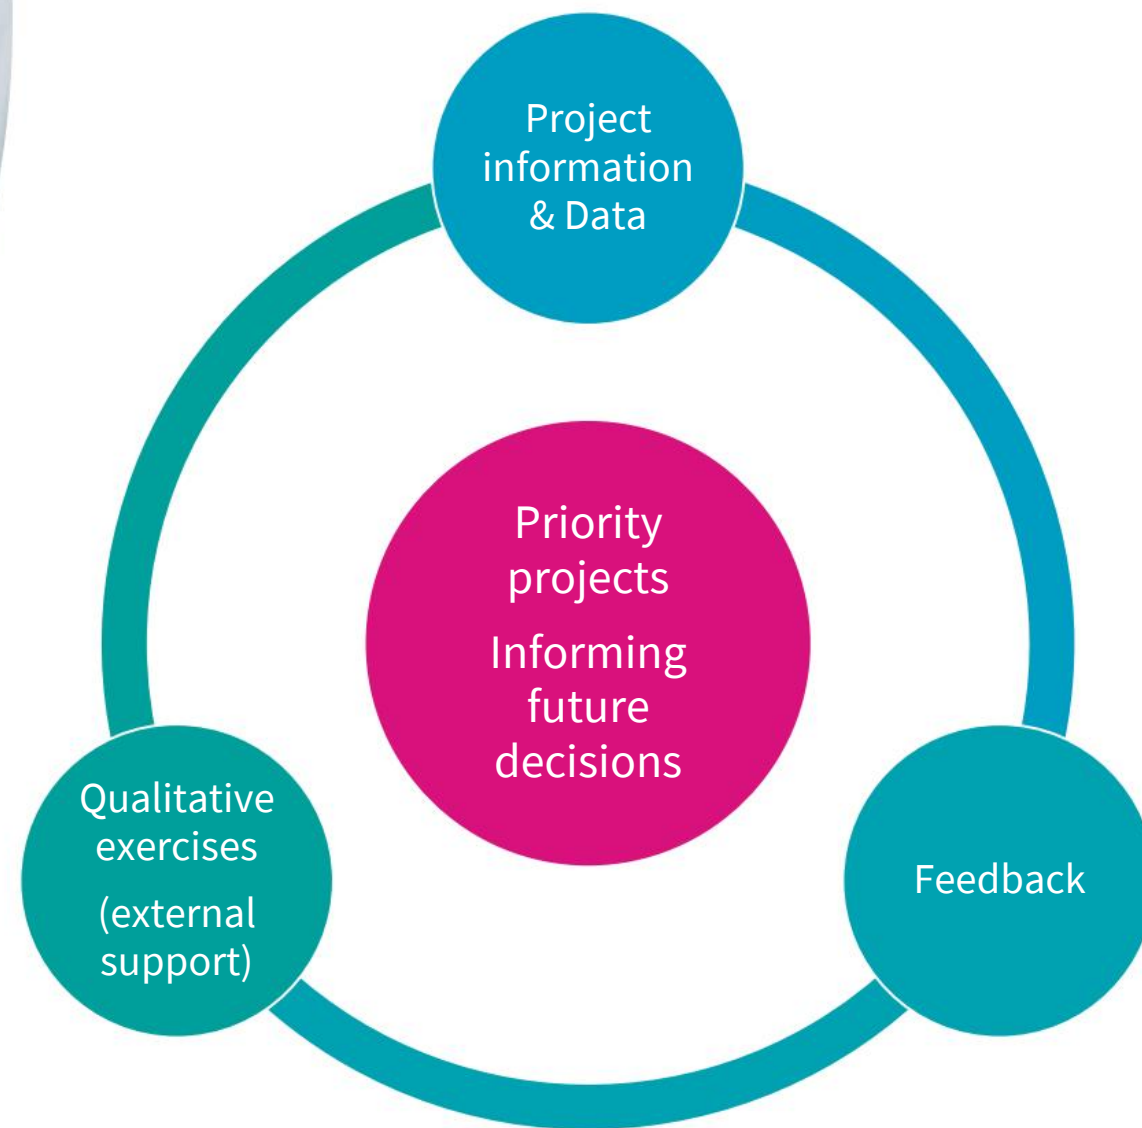 Project
information
& Data
Priority
projects
Informing
future
decisions
Qualitative
exercises
(external
support)
Feedback